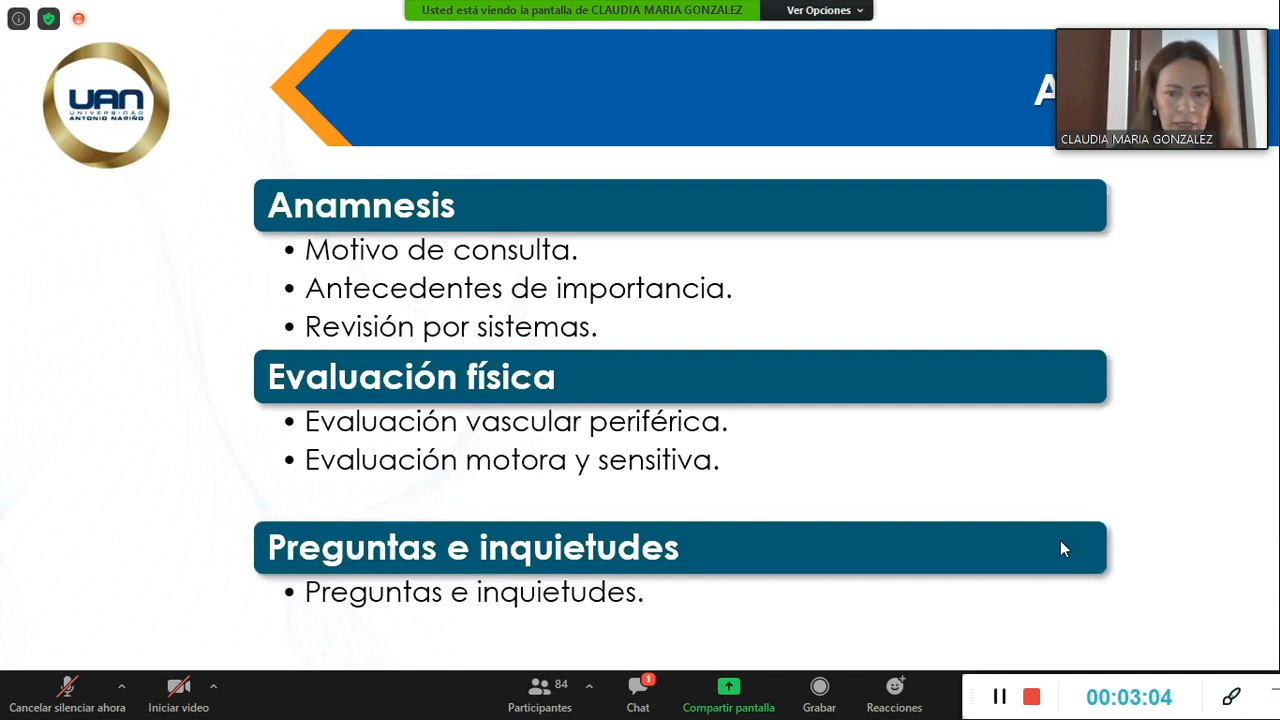 Usted está viendo la pantalla de CLAUDIA MARIA GONZALEZ
Ver Opciones
UAN
UNIVERSIDAD
ANTONIO NARIÑO
CLAUDIA MARIA GONZALEZ
Anamnesis
• Motivo de consulta.
• Antecedentes de importancia.
• Revisión por sistemas.
Evaluación física
• Evaluación vascular periférica.
• Evaluación motora y sensitiva.
Preguntas e inquietudes
• Preguntas e inquietudes.
84
1
Cancelar silenciar ahora
Iniciar video
Participantes
Chat
Compartir pantalla
Grabar
Reacciones
00:03:04